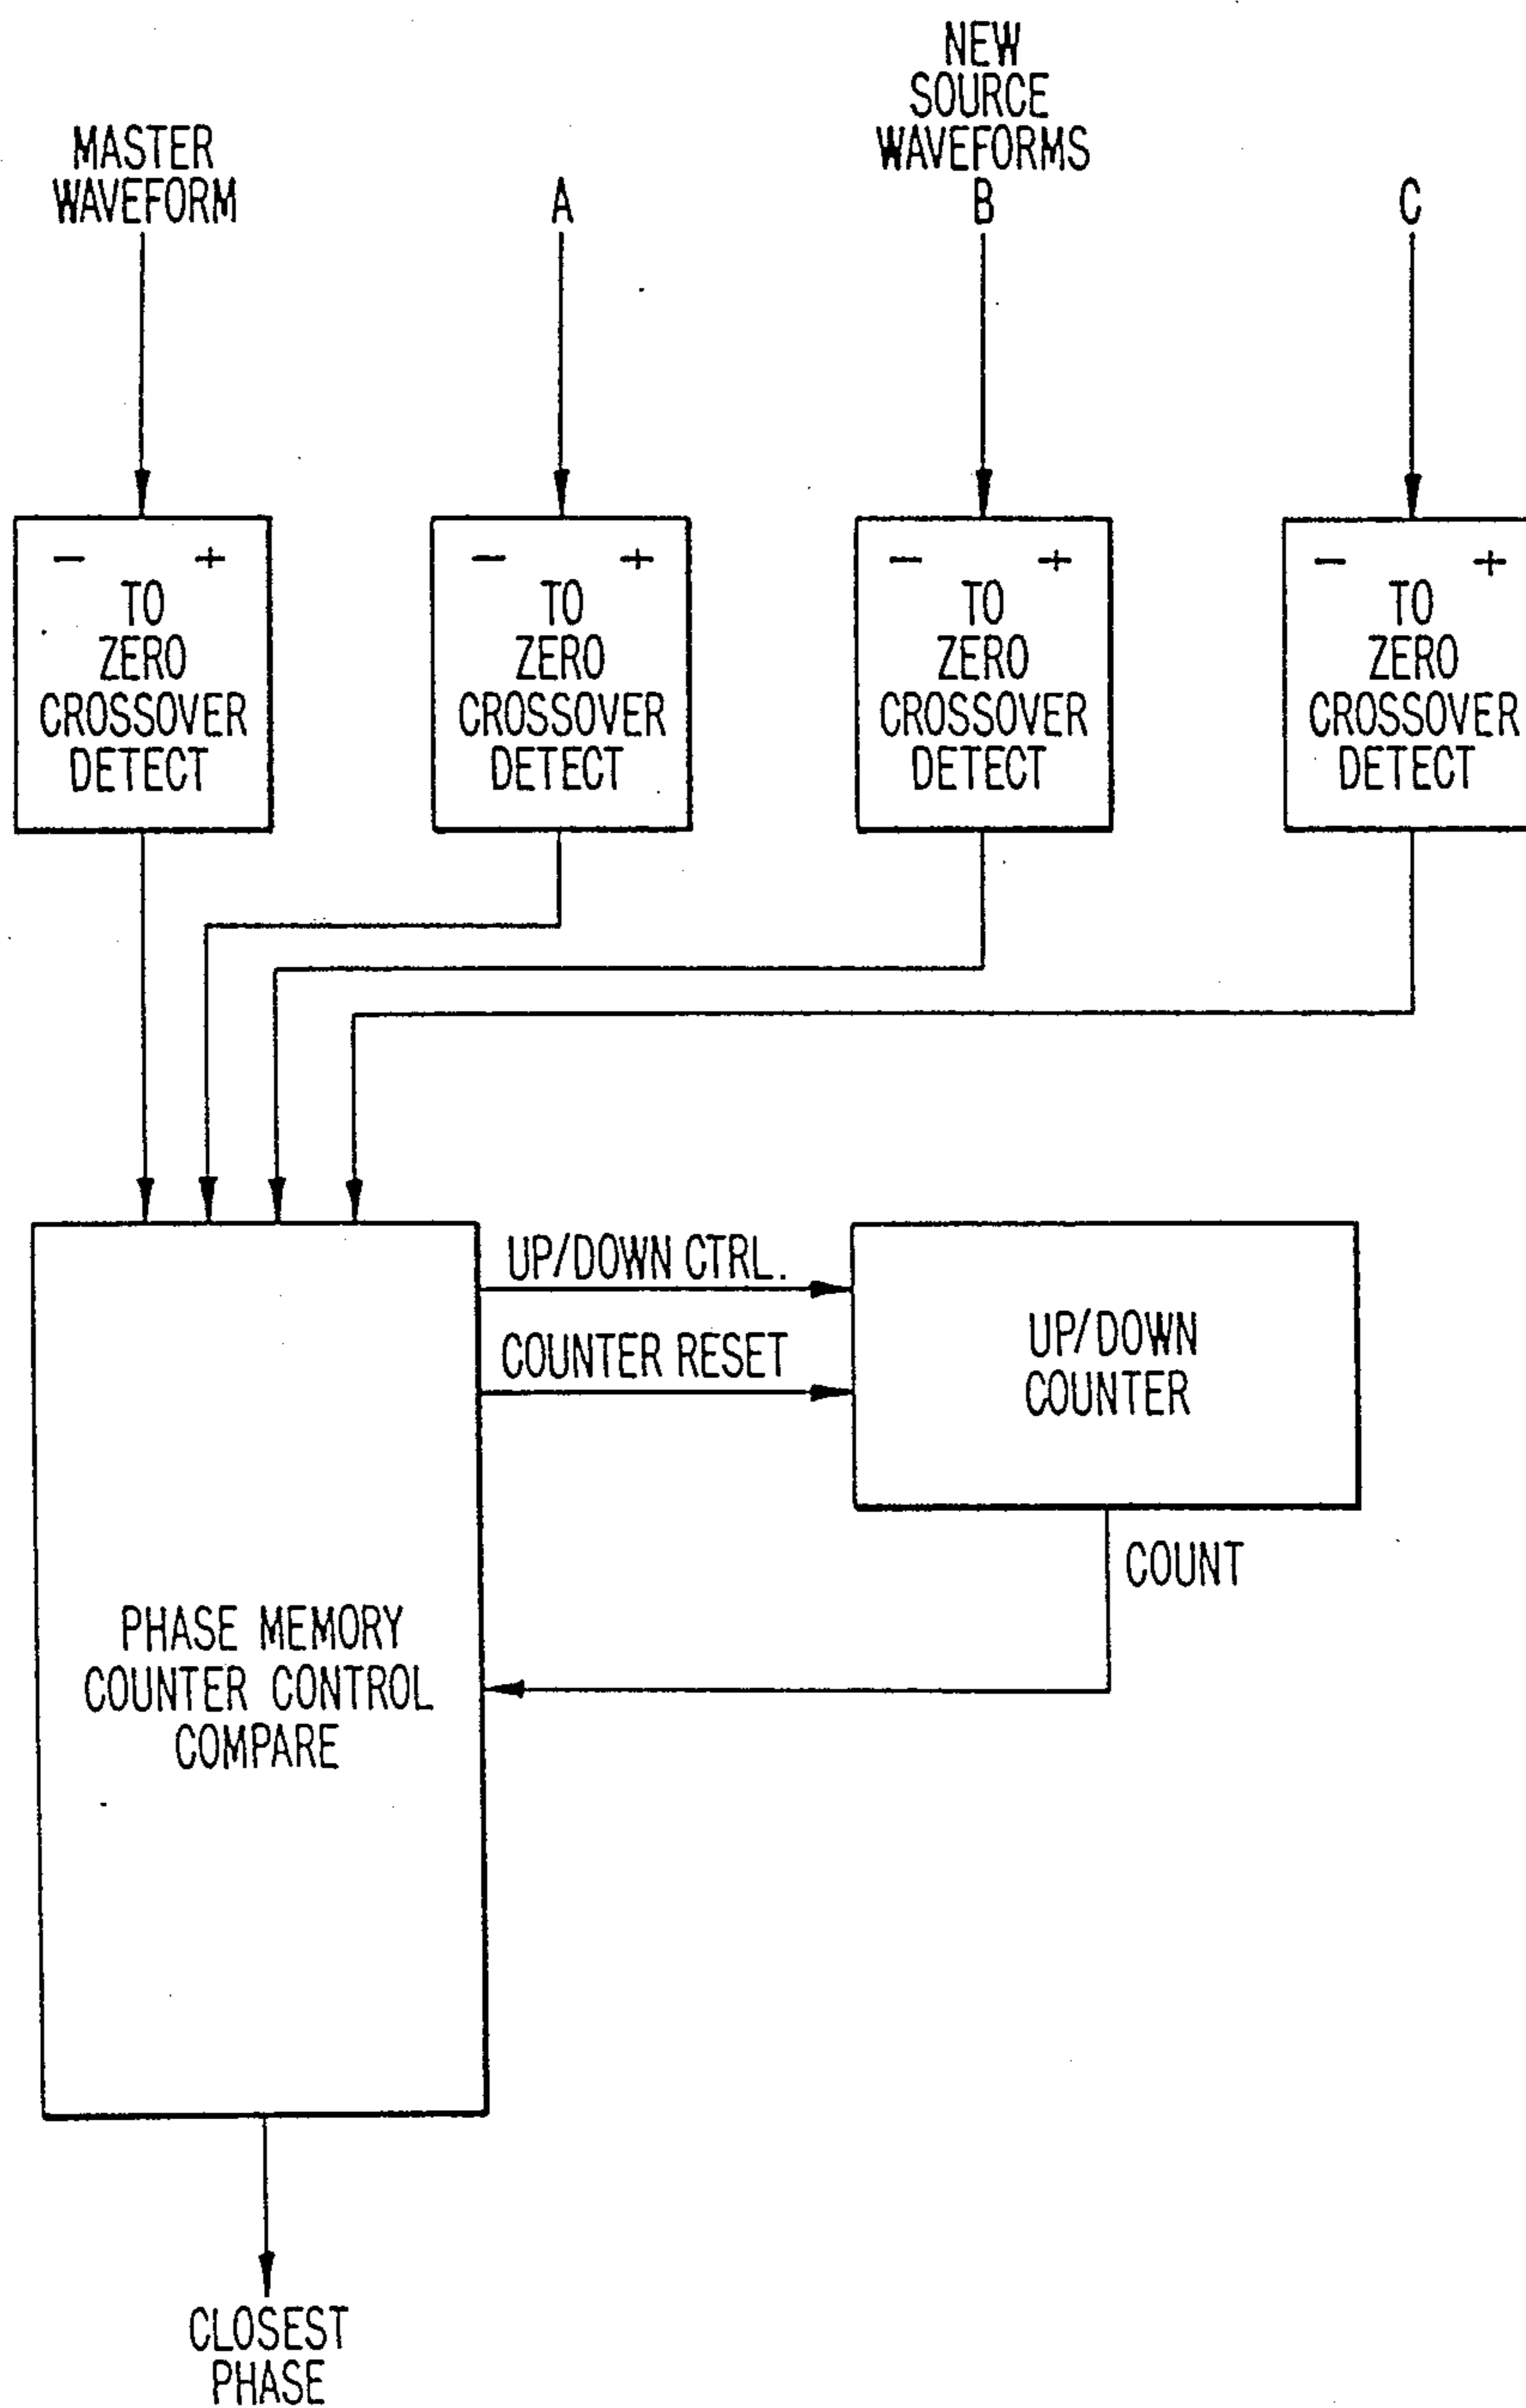 MASTER
WAVEFORM
A
NEW
SOURCE
WAVEFORMS
B
C
− +
TO
ZERO
CROSSOVER
DETECT
− +
TO
ZERO
CROSSOVER
DETECT
− +
TO
ZERO
CROSSOVER
DETECT
− +
TO
ZERO
CROSSOVER
DETECT
UP/DOWN CTRL.
COUNTER RESET
UP/DOWN
COUNTER
COUNT
PHASE MEMORY
COUNTER CONTROL
COMPARE
CLOSEST
PHASE